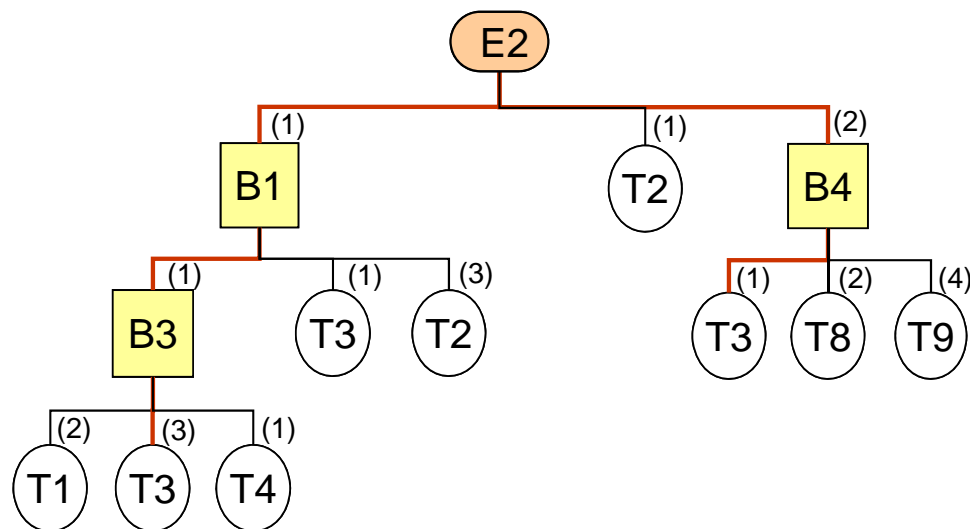 E2
(1) (1) (2)
B1 T2 B4
(1) (1) (3) (1) (2) (4)
B3 T3 T2 T3 T8 T9
(2) (3) (1)
T1 T3 T4